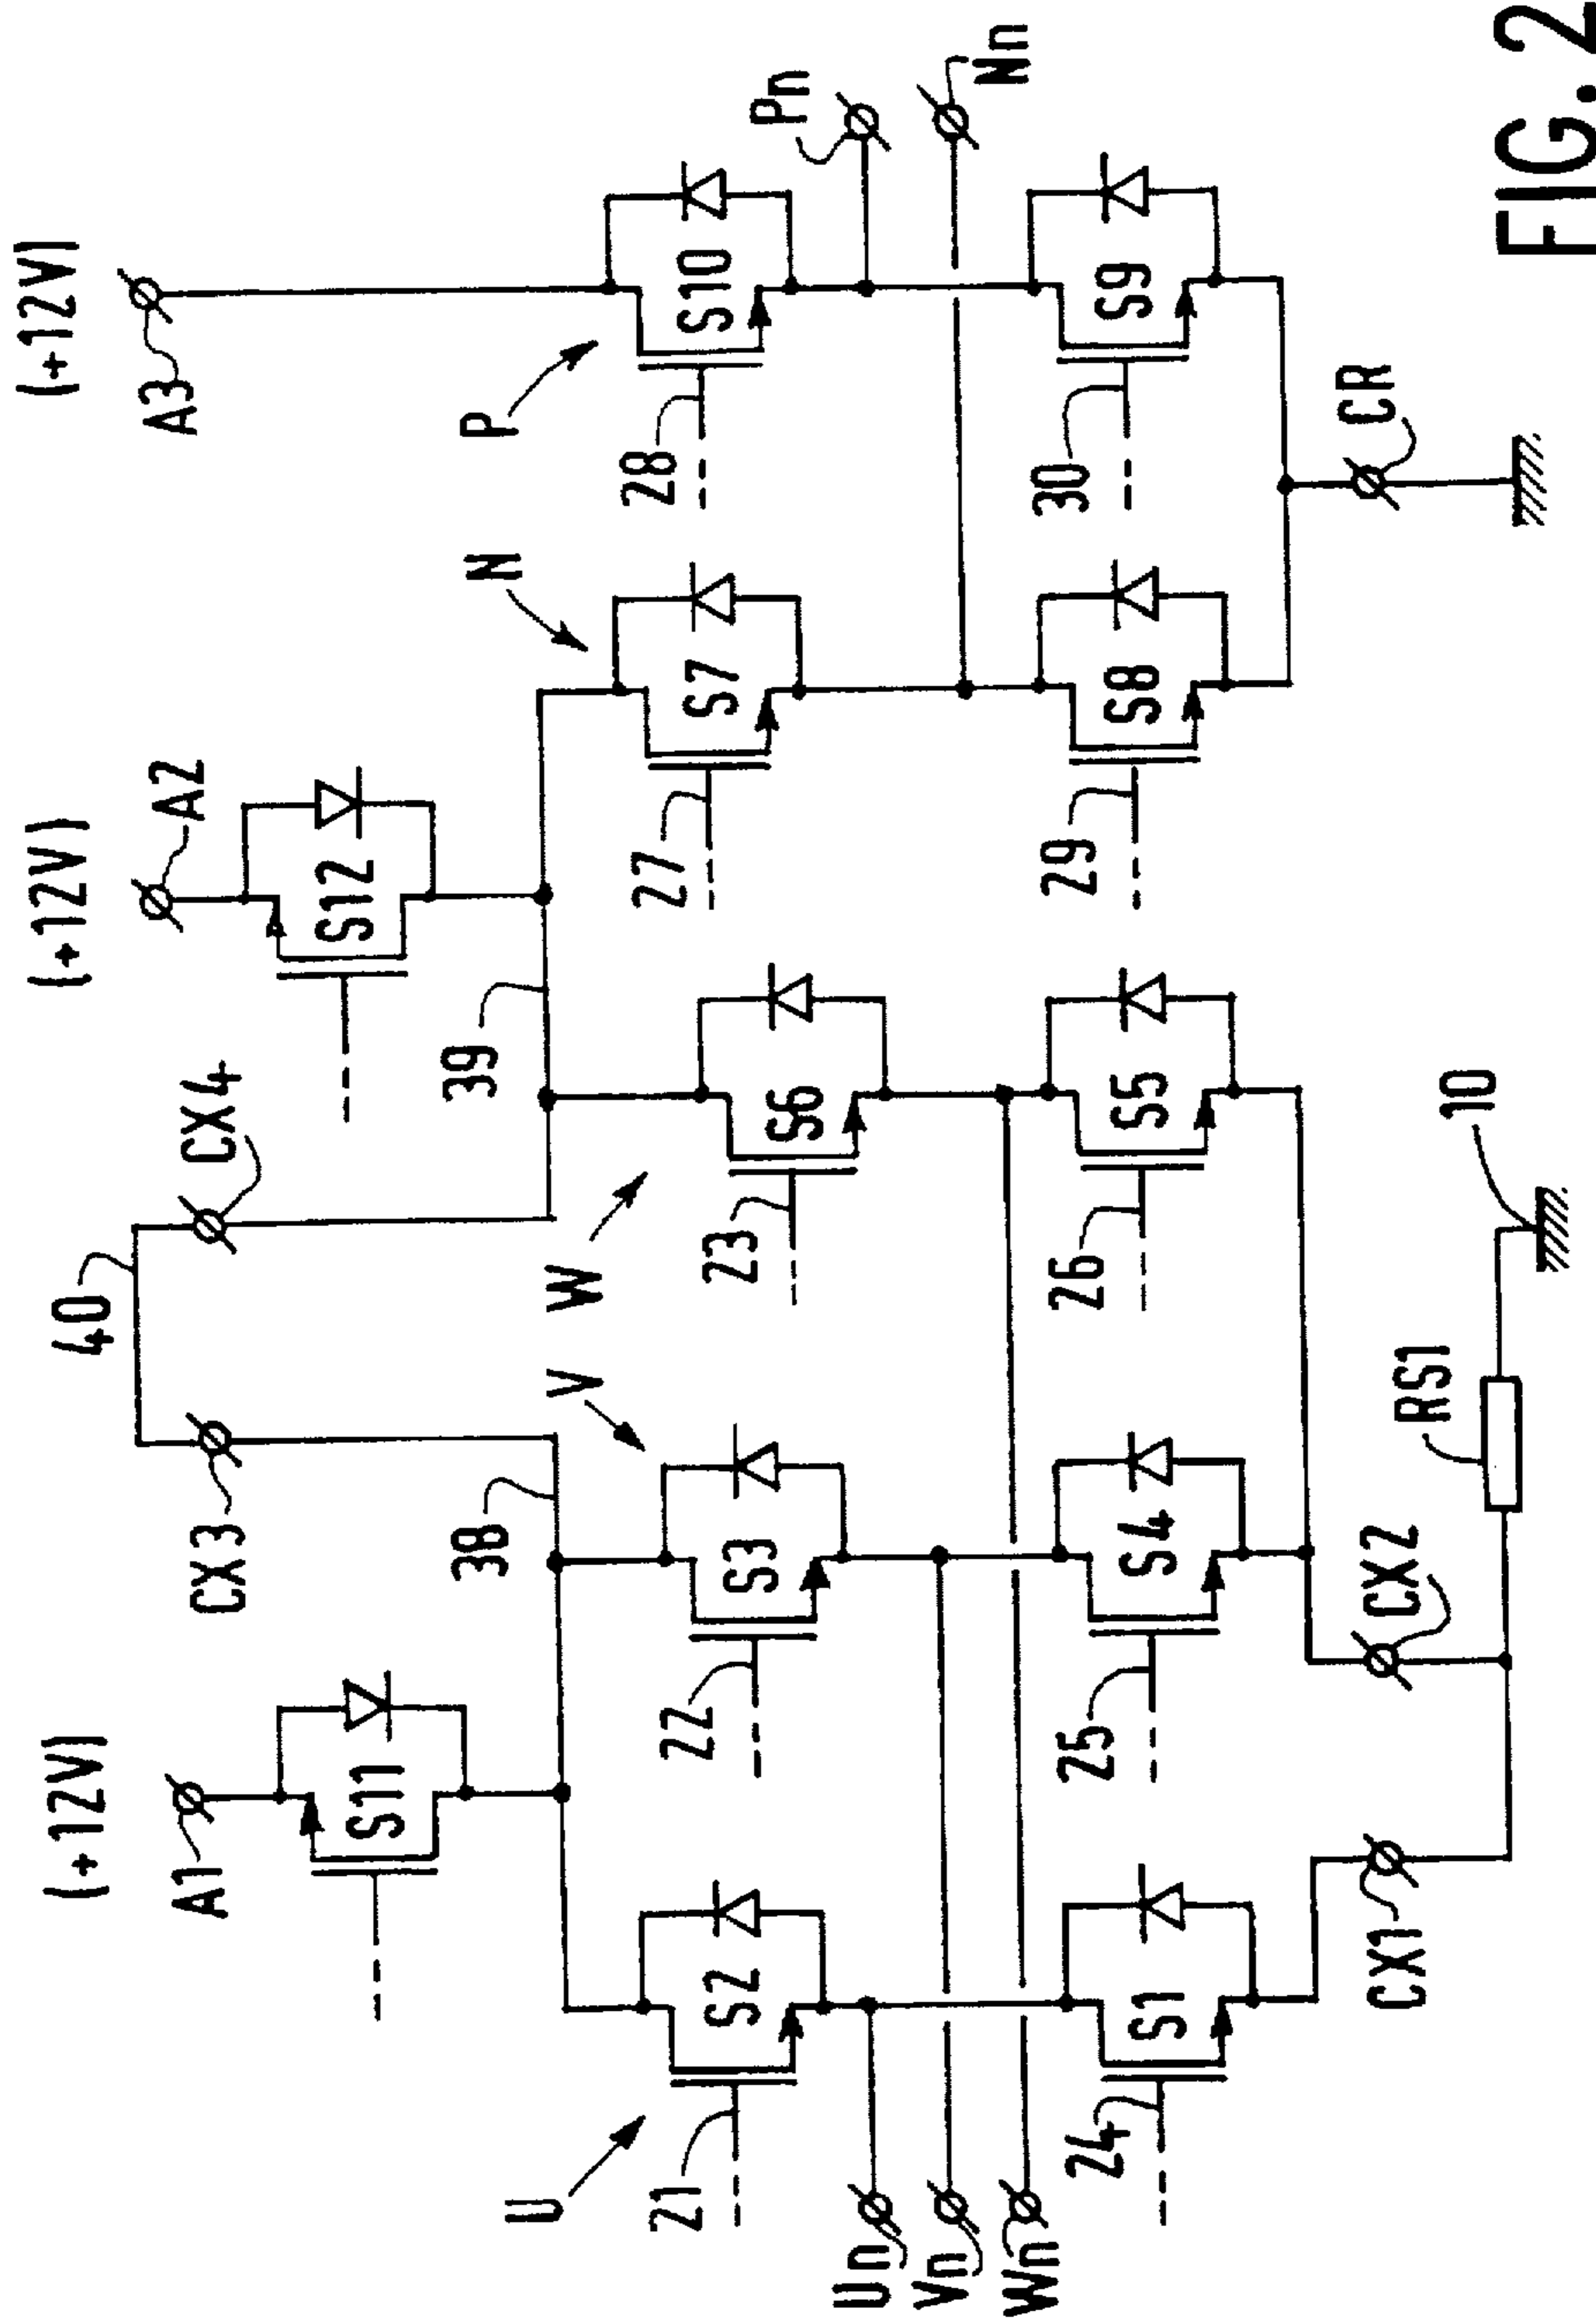 (+12V)
(+12V)
(+12V)
A1
A2
A3
40
CX3
CX4
S11
S12
38
39
U
V
W
N
P
21
S2
22
S3
23
S6
27
S7
28
S10
Un
Vn
Wn
Pn
Nn
24
S1
25
S4
26
S5
29
S8
30
S9
CX1
CX2
RS1
10
CR
FIG. 2